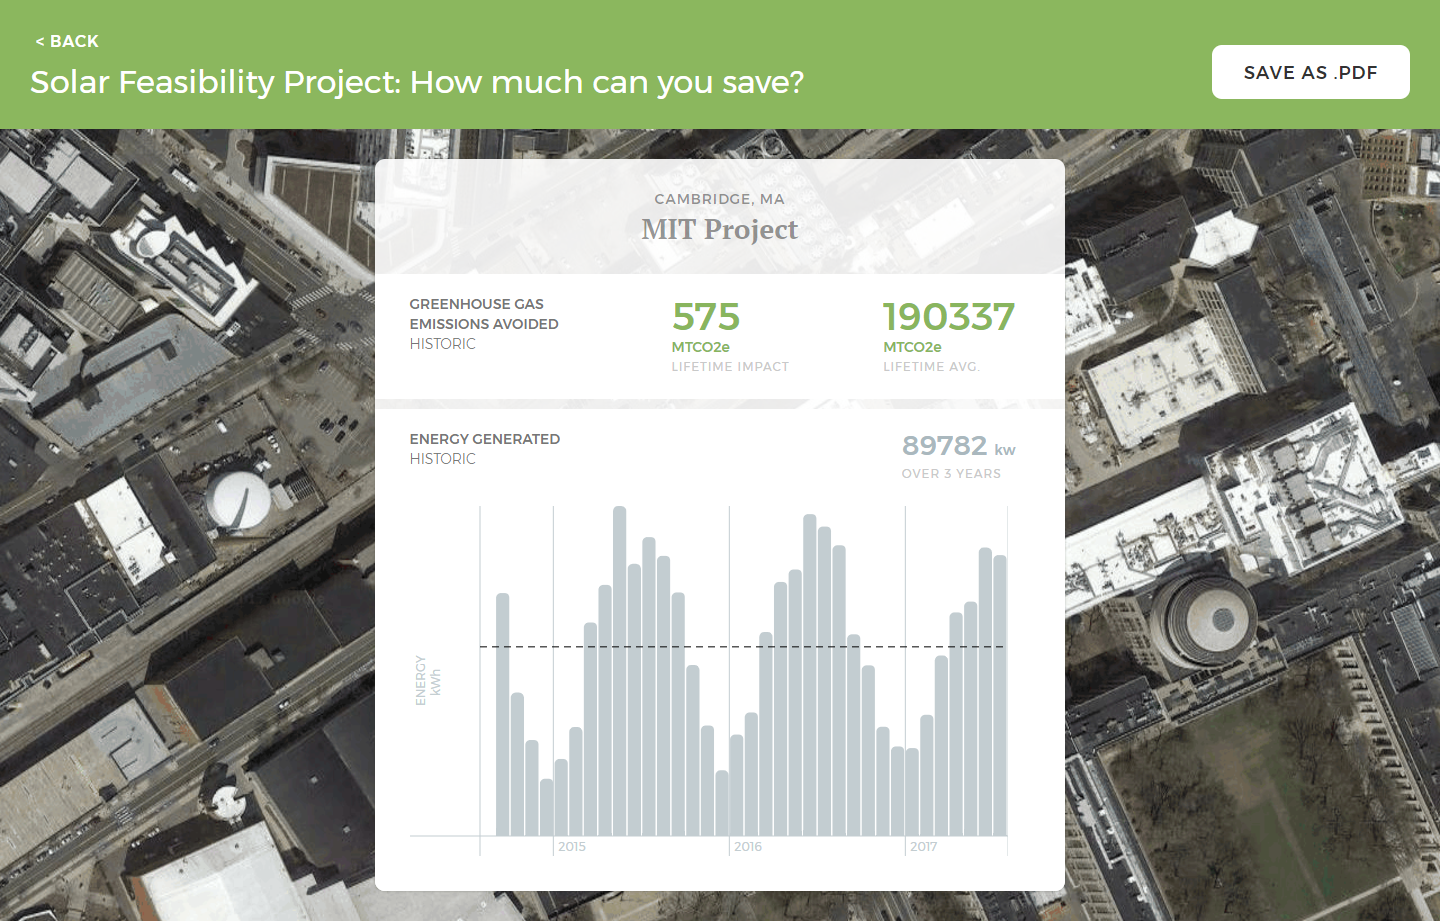 < BACK
Solar Feasibility Project: How much can you save?
SAVE AS .PDF
CAMBRIDGE, MA
MIT Project
GREENHOUSE GAS
EMISSIONS AVOIDED
HISTORIC
575
MTCO2e
LIFETIME IMPACT
190337
MTCO2e
LIFETIME AVG.
ENERGY GENERATED
HISTORIC
89782 kw
OVER 3 YEARS
ENERGY
kWh
2015
2016
2017